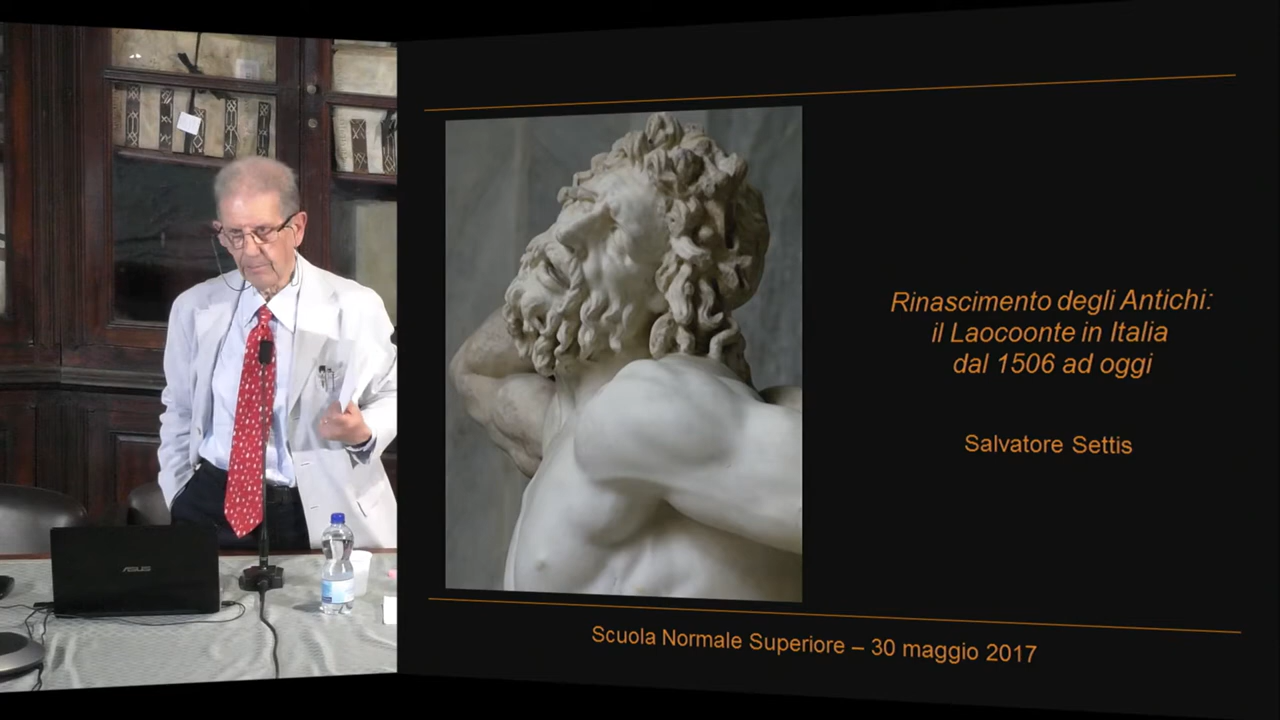 Rinascimento degli Antichi:
il Laocoonte in Italia
dal 1506 ad oggi
Salvatore Settis
Scuola Normale Superiore – 30 maggio 2017
ASUS